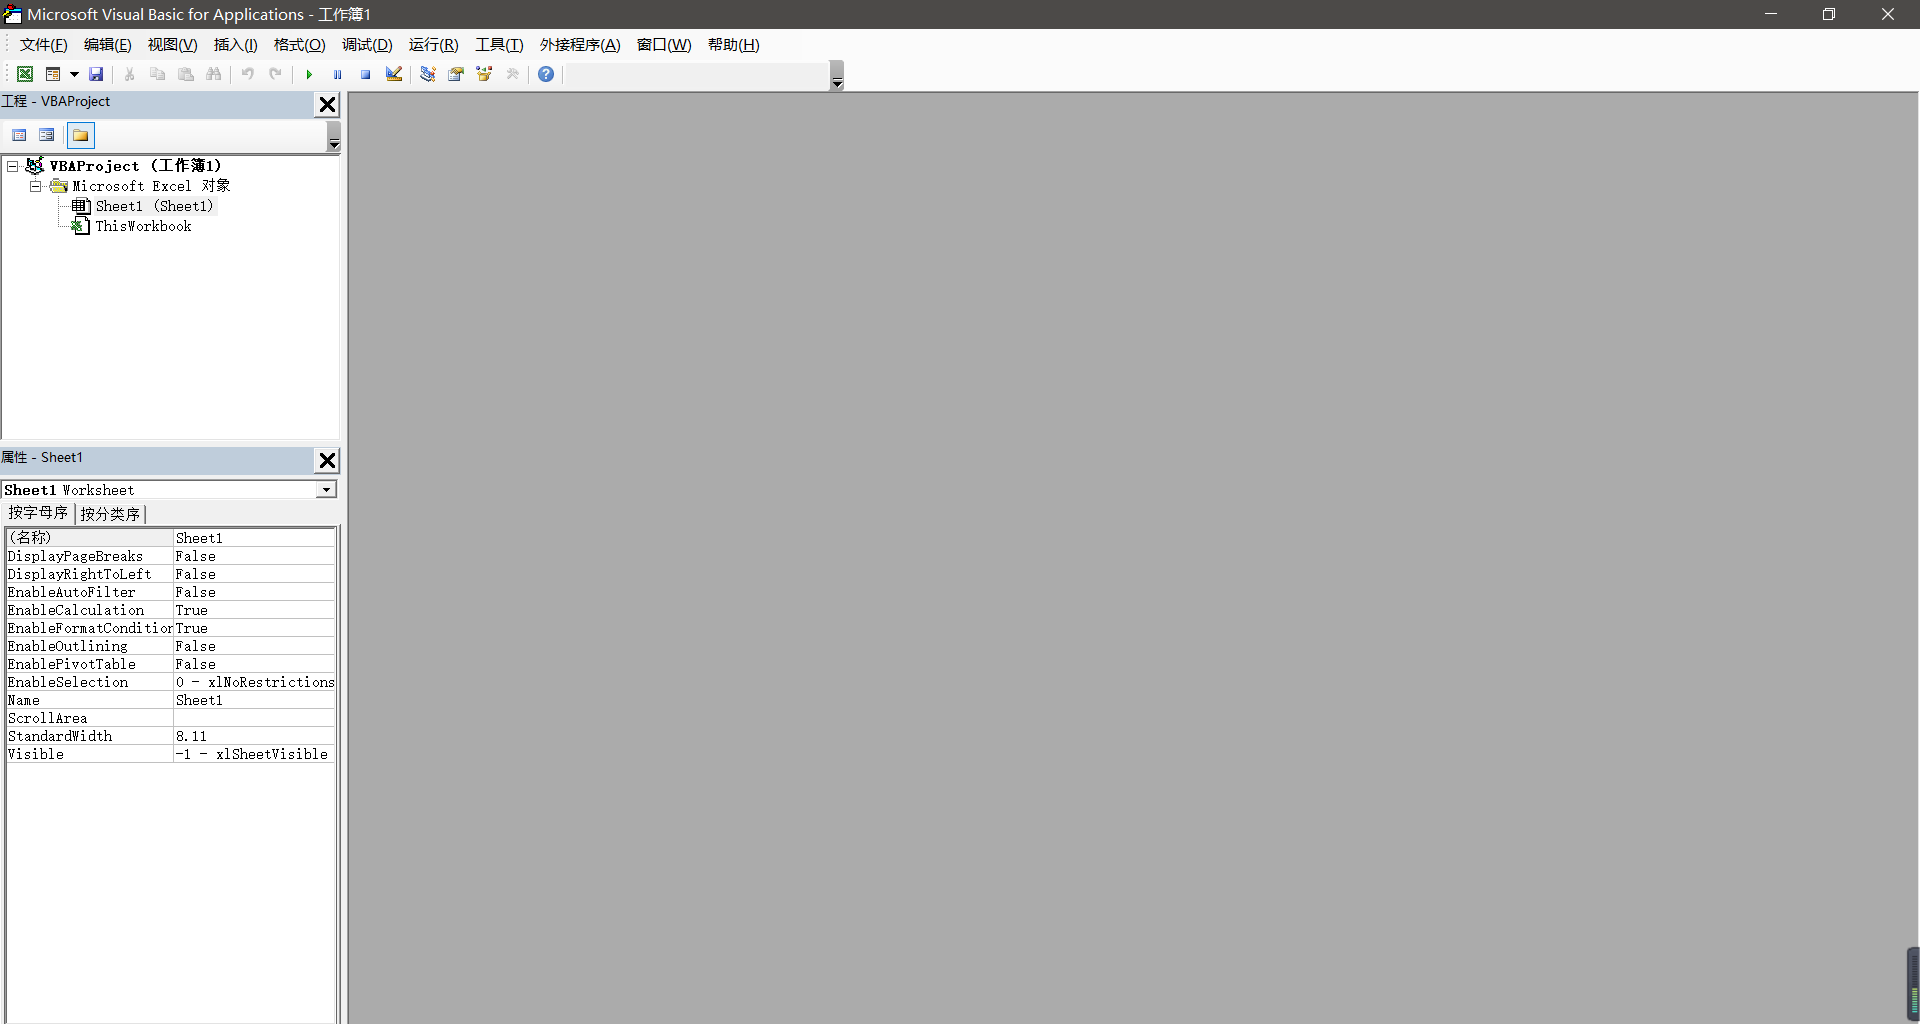 Microsoft Visual Basic for Applications - 工作簿1
文件(F) 编辑(E) 视图(V) 插入(I) 格式(O) 调试(D) 运行(R) 工具(T) 外接程序(A) 窗口(W) 帮助(H)
工程 - VBAProject
VBAProject (工作簿1)
Microsoft Excel 对象
Sheet1 (Sheet1)
ThisWorkbook
属性 - Sheet1
Sheet1 Worksheet
按字母序 按分类序
(名称) Sheet1
DisplayPageBreaks False
DisplayRightToLeft False
EnableAutoFilter False
EnableCalculation True
EnableFormatCondition True
EnableOutlining False
EnablePivotTable False
EnableSelection 0 - xlNoRestrictions
Name Sheet1
ScrollArea
StandardWidth 8.11
Visible -1 - xlSheetVisible